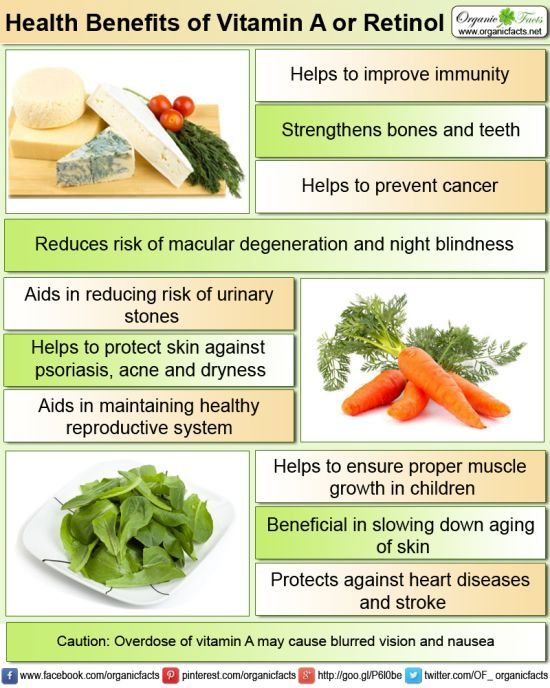 Health Benefits of Vitamin A or Retinol
Organic Facts
www.organicfacts.net
Helps to improve immunity
Strengthens bones and teeth
Helps to prevent cancer
Reduces risk of macular degeneration and night blindness
Aids in reducing risk of urinary
stones
Helps to protect skin against
psoriasis, acne and dryness
Aids in maintaining healthy
reproductive system
Helps to ensure proper muscle
growth in children
Beneficial in slowing down aging
of skin
Protects against heart diseases
and stroke
Caution: Overdose of vitamin A may cause blurred vision and nausea
www.facebook.com/organicfacts pinterest.com/organicfacts http://goo.gl/P6l0be twitter.com/OF_ organicfacts